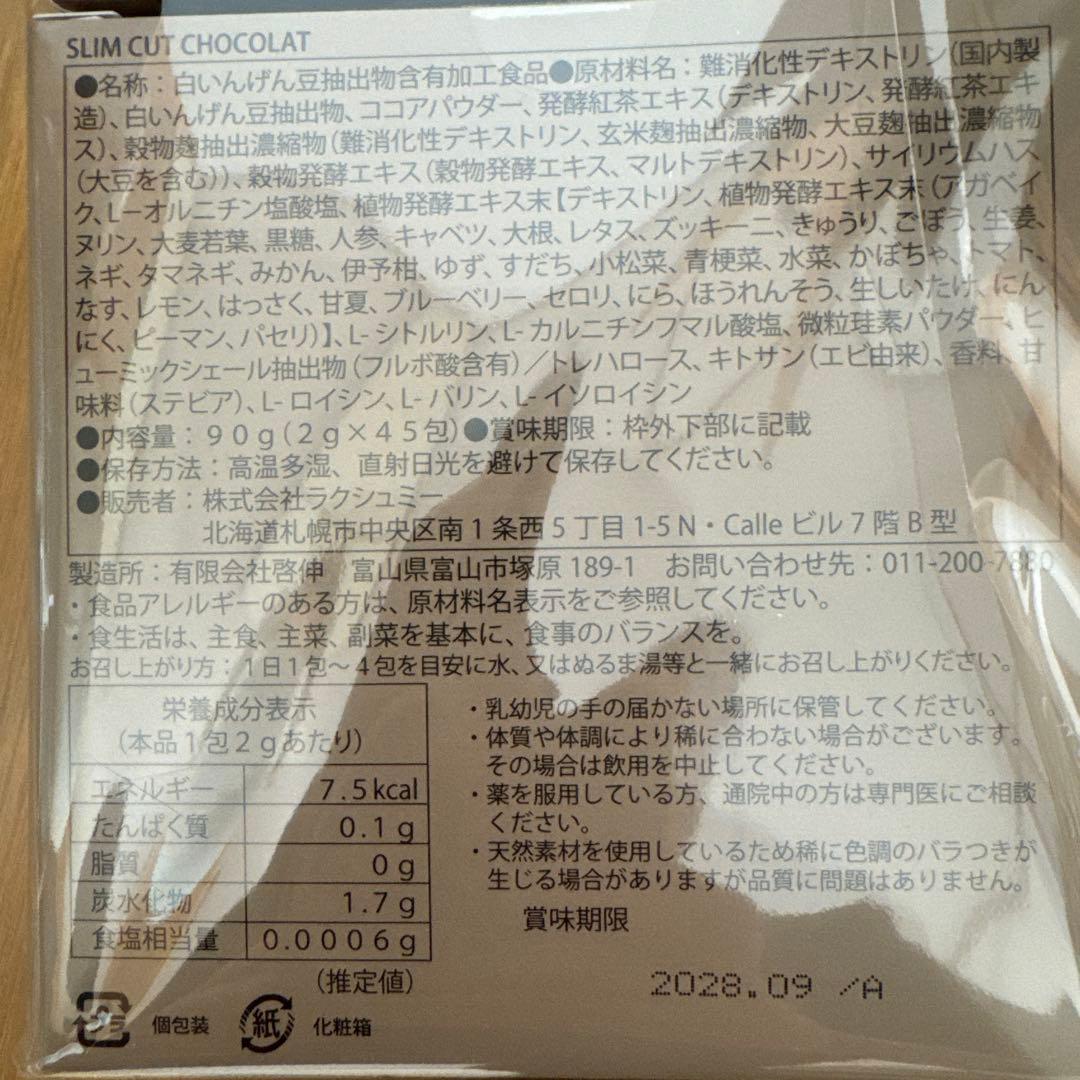 SLIM CUT CHOCOLAT
●名称：白いんげん豆抽出物含有加工食品●原材料名：難消化性デキストリン(国内製
造)、白いんげん豆抽出物、ココアパウダー、発酵紅茶エキス(デキストリン、発酵紅茶エキ
ス)、穀物麹抽出濃縮物(難消化性デキストリン、玄米麹抽出濃縮物、大豆麹抽出濃縮物
(大豆を含む))、穀物発酵エキス(穀物発酵エキス、マルトデキストリン)、サイリウムハス
ク、L-オルニチン塩酸塩、植物発酵エキス末【デキストリン、植物発酵エキス末(アガベイ
ヌリン、大麦若葉、黒糖、人参、キャベツ、大根、レタス、ズッキーニ、きゅうり、ごぼう、生姜、
ネギ、タマネギ、みかん、伊予柑、ゆず、すだち、小松菜、青梗菜、水菜、かぼちゃ、トマト、
なす、レモン、はっさく、甘夏、ブルーベリー、セロリ、にら、ほうれんそう、生しいたけ、にん
にく、ピーマン、パセリ)】、L-シトルリン、L-カルニチンフマル酸塩、微粒珪素パウダー、ヒ
ューミックシェール抽出物(フルボ酸含有)／トレハロース、キトサン(エビ由来)、香料、甘
味料(ステビア)、L-ロイシン、L-バリン、L-イソロイシン
●内容量：90g(2g×45包)●賞味期限：枠外下部に記載
●保存方法：高温多湿、直射日光を避けて保存してください。
●販売者：株式会社ラクシュミー
北海道札幌市中央区南1条西5丁目1-5 N・Calle ビル7階B型
製造所：有限会社啓伸 富山県富山市塚原189-1 お問い合わせ先：011-200-7880
・食品アレルギーのある方は、原材料名表示をご参照してください。
・食生活は、主食、主菜、副菜を基本に、食事のバランスを。
お召し上がり方：1日1包～4包を目安に水、又はぬるま湯等と一緒にお召し上がりください。
栄養成分表示
(本品1包2gあたり)
エネルギー 7.5kcal
たんぱく質 0.1g
脂質 0g
炭水化物 1.7g
食塩相当量 0.0006g
(推定値)
・乳幼児の手の届かない場所に保管してください。
・体質や体調により稀に合わない場合がございます。
その場合は飲用を中止してください。
・薬を服用している方、通院中の方は専門医にご相談
ください。
・天然素材を使用しているため稀に色調のバラつきが
生じる場合がありますが品質に問題はありません。
賞味期限
2028.09 /A
プラ 個包装 紙 化粧箱